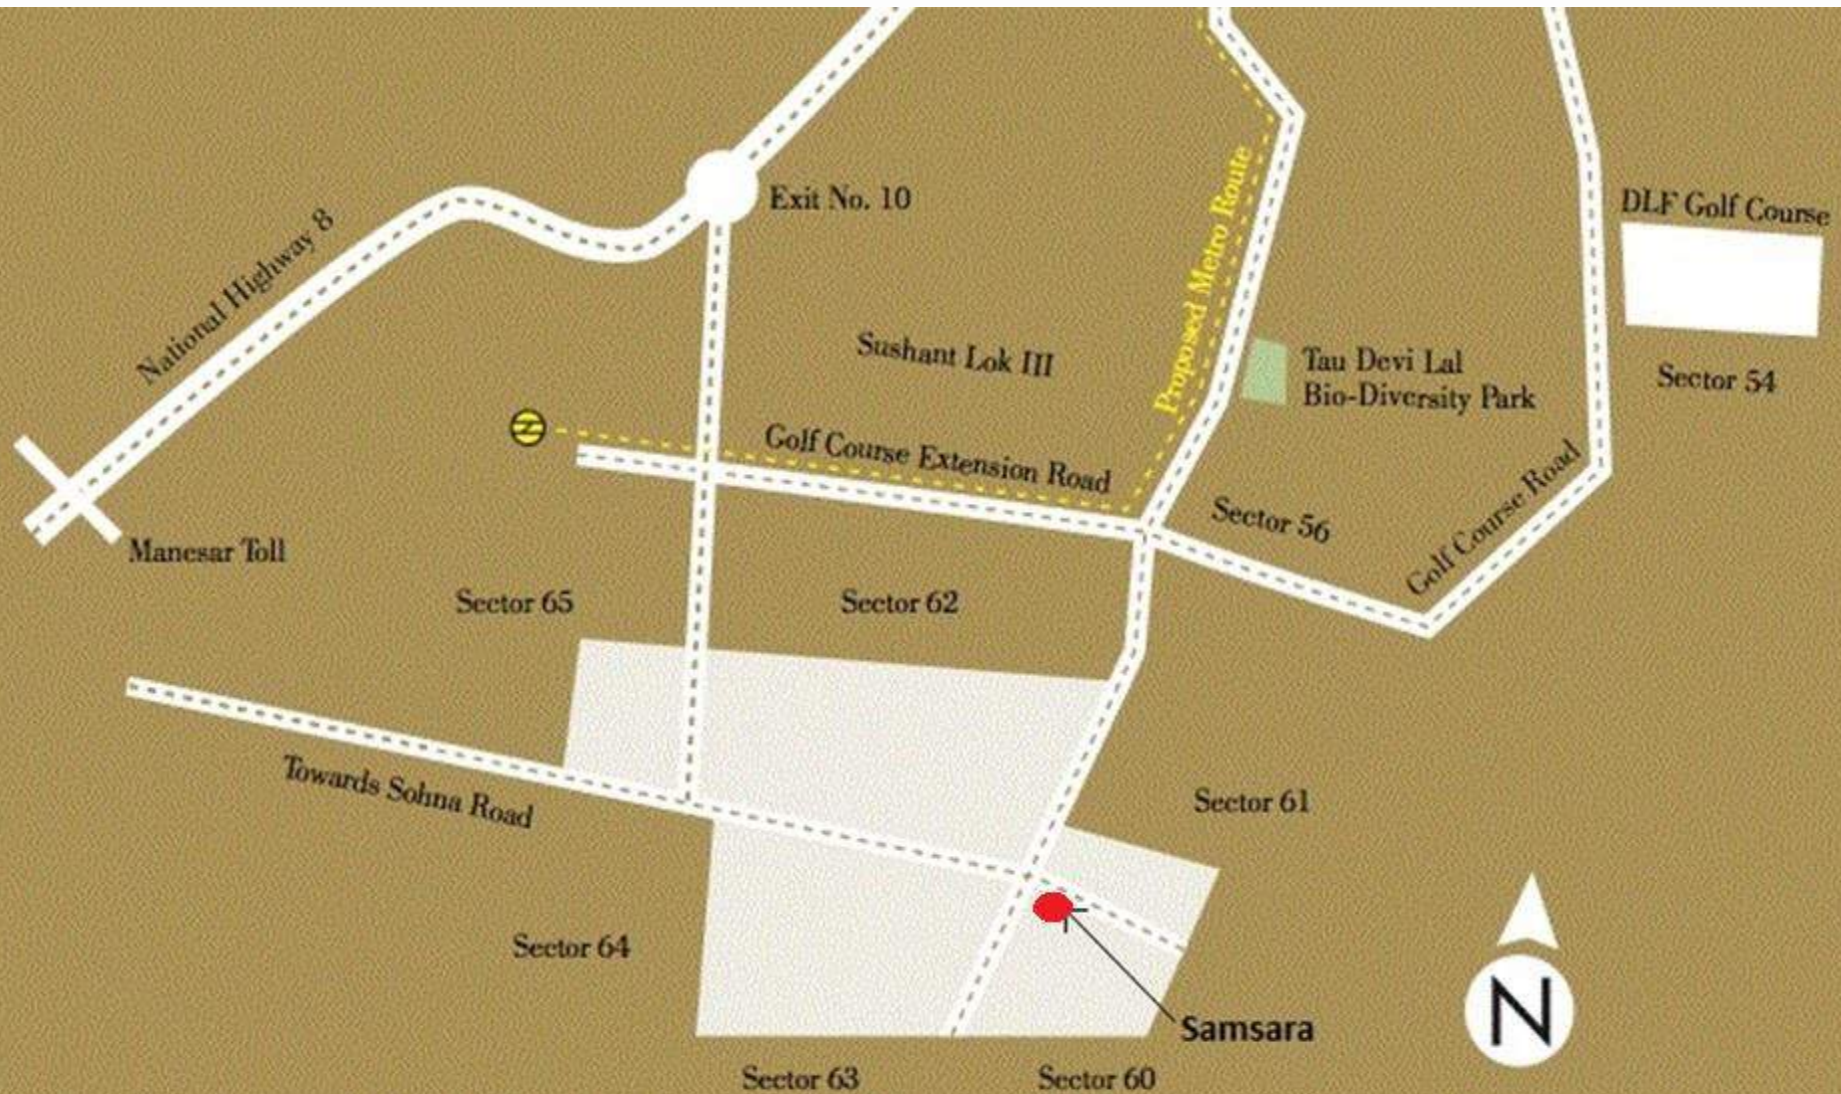 National Highway 8
Exit No. 10
Proposed Metro Route
DLF Golf Course
Sushant Lok III
Tau Devi Lal
Bio-Diversity Park
Sector 54
Golf Course Extension Road
Sector 56
Golf Course Road
Manesar Toll
Sector 65
Sector 62
Towards Sohna Road
Sector 61
Sector 64
Samsara
N
Sector 63
Sector 60